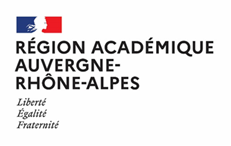 RÉGION ACADÉMIQUE
AUVERGNE-
RHÔNE-ALPES
Liberté
Égalité
Fraternité